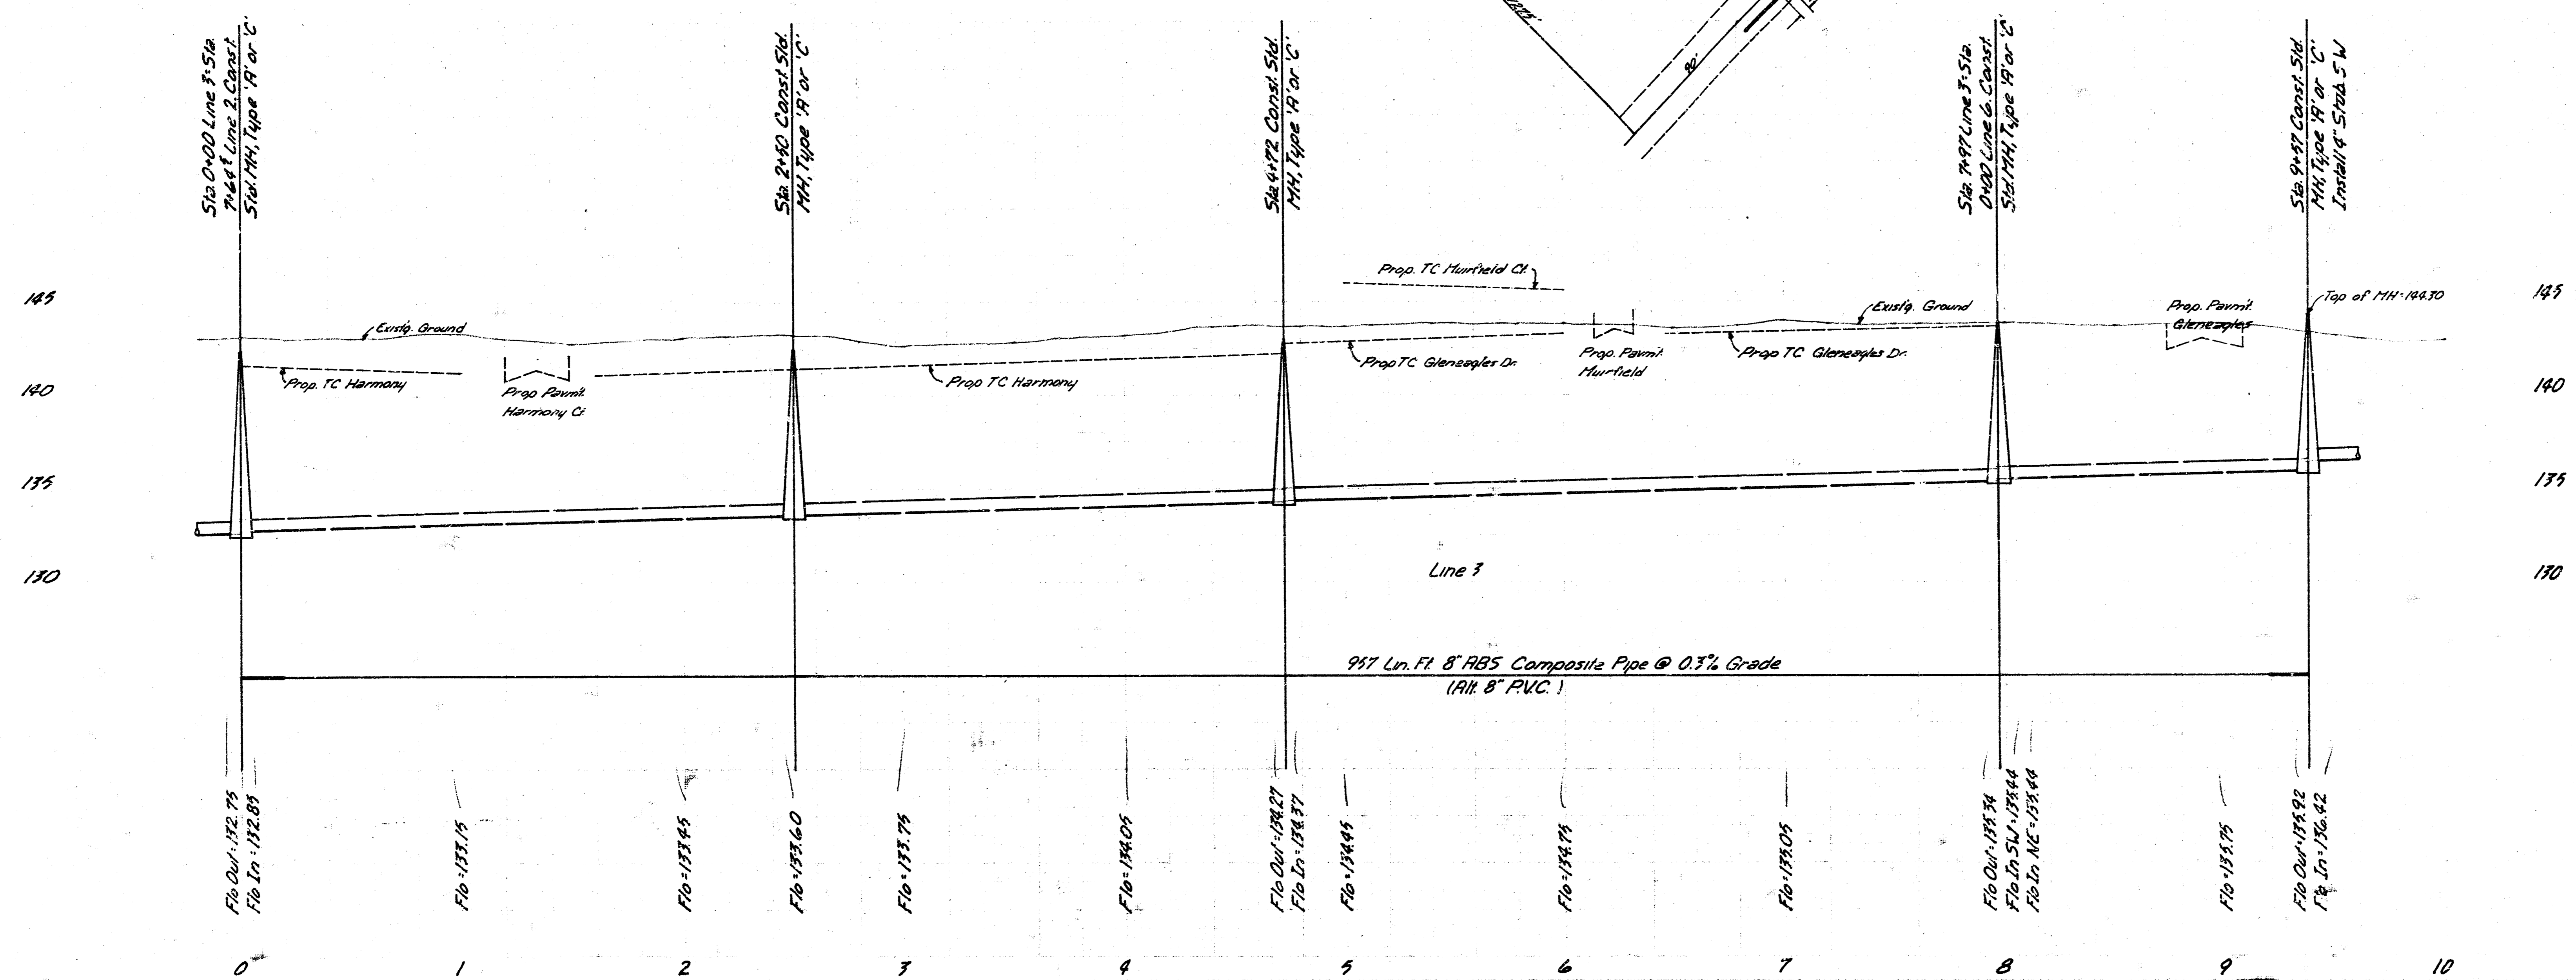 Sta. 0+00 Line 3=Sta.
7+64± Line 2. Const.
Std. MH, Type 'A' or 'C'
Sta. 2+50 Const. Std.
MH, Type 'A' or 'C'
Sta. 4+72 Const. Std.
MH, Type 'A' or 'C'
Sta. 7+97 Line 3=Sta.
0+00 Line 6. Const.
Std. MH, Type 'A' or 'C'
Sta. 9+37 Const. Std.
MH, Type 'A' or 'C'
Install 4" Stub SW
90'
145
145
Prop. TC Muirfield Ct.
Top of MH=144.30
Exist'g. Ground
Exist'g. Ground
Prop. Pavm't.
Gleneagles
140
140
Prop. TC Harmony
Prop Pavm't.
Harmony Ct.
Prop TC Harmony
Prop TC Gleneagles Dr.
Prop. Pavm't.
Muirfield
Prop TC Gleneagles Dr.
135
135
130
130
Line 3
937 Lin. Ft. 8" ABS Composite Pipe @ 0.3% Grade
(Alt. 8" P.V.C.)
Flo Out=132.75
Flo In=132.85
Flo=133.15
Flo=133.45
Flo=133.60
Flo=133.75
Flo=134.05
Flo Out=134.27
Flo In=134.37
Flo=134.45
Flo=134.75
Flo=135.05
Flo Out=135.34
Flo In SW=135.44
Flo In NE=135.44
Flo=135.75
Flo Out=135.92
Flo In=136.42
0
1
2
3
4
5
6
7
8
9
10